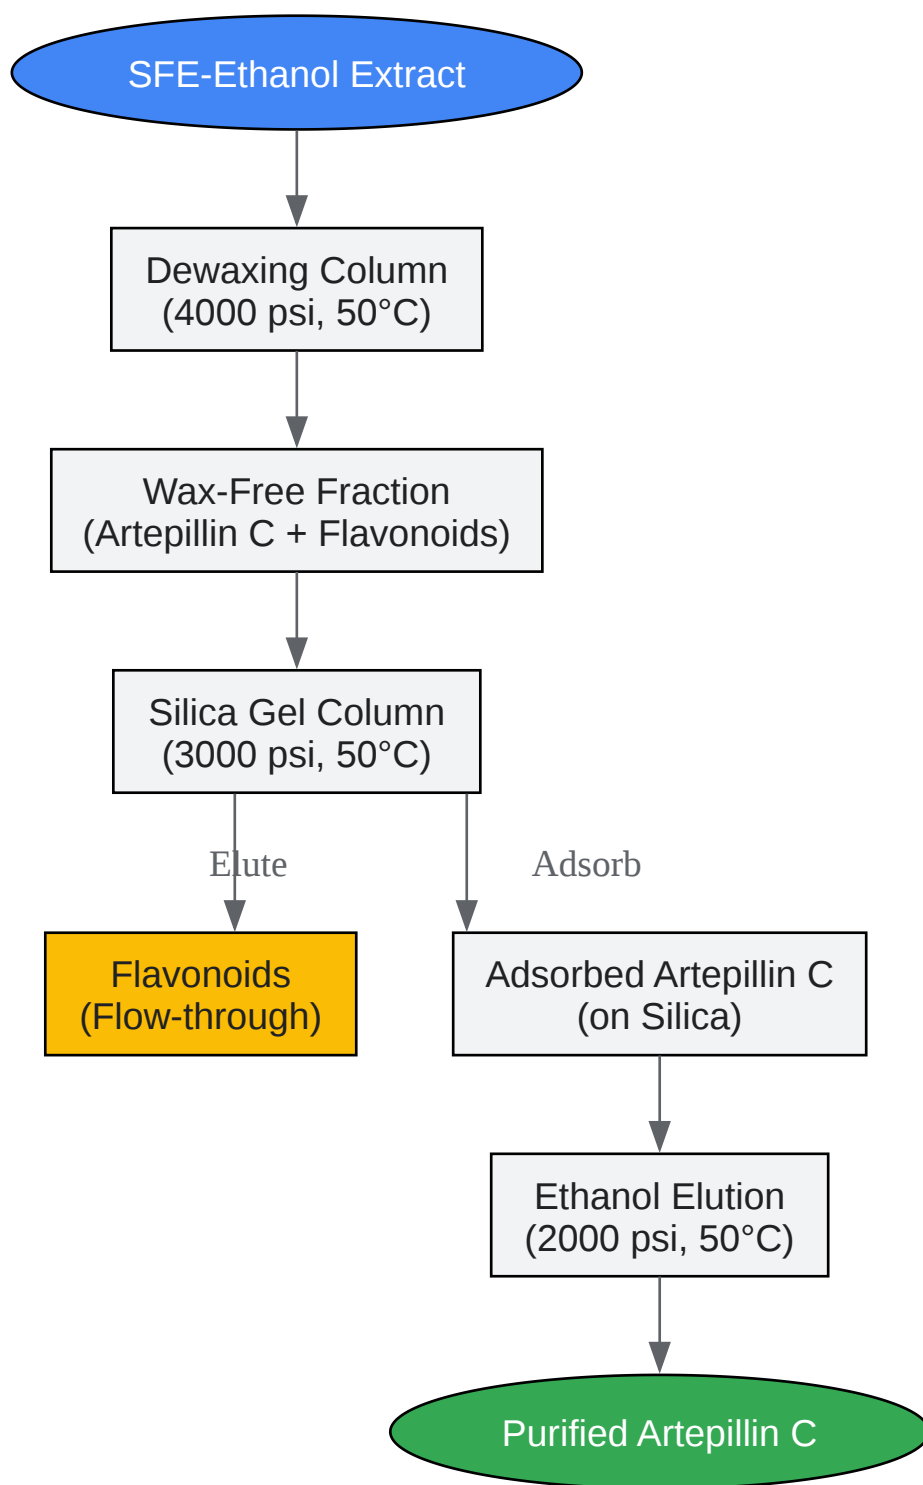 SFE-Ethanol Extract
Dewaxing Column
(4000 psi, 50°C)
Wax-Free Fraction
(Artepillin C + Flavonoids)
Silica Gel Column
(3000 psi, 50°C)
Elute
Adsorb
Flavonoids
(Flow-through)
Adsorbed Artepillin C
(on Silica)
Ethanol Elution
(2000 psi, 50°C)
Purified Artepillin C